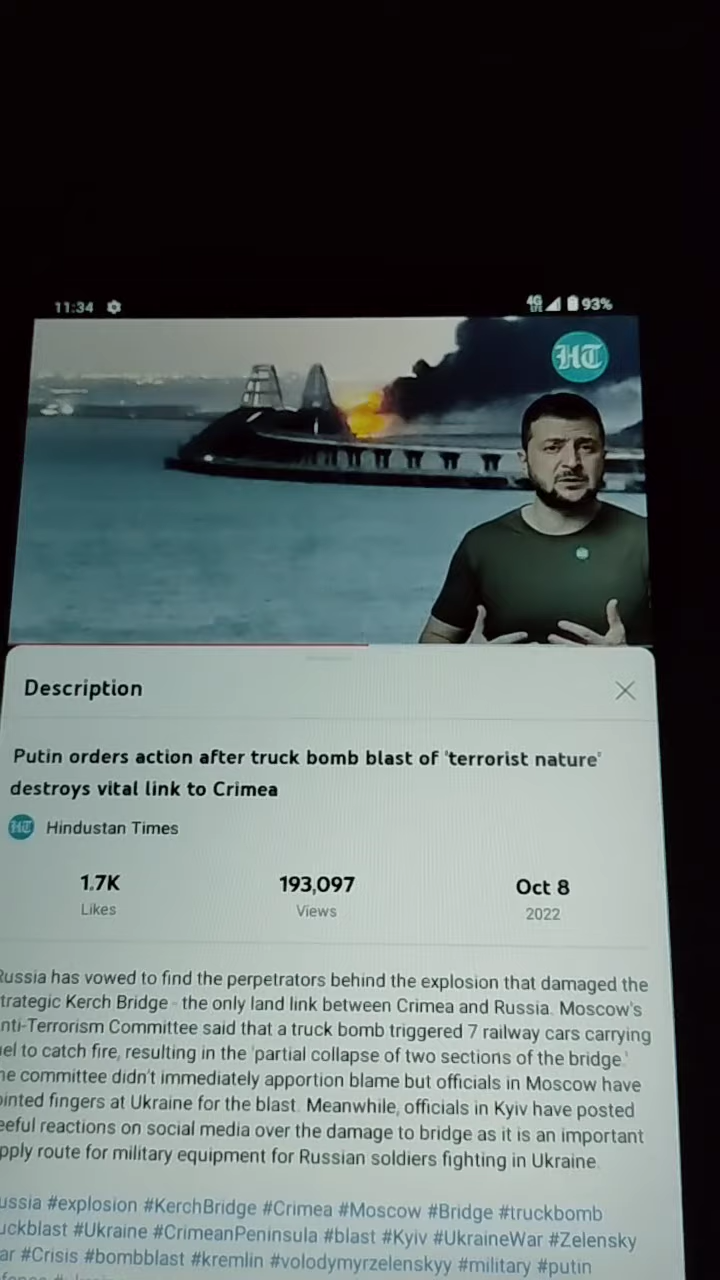 11:34
4G
LTE
93%
HT
Description
Putin orders action after truck bomb blast of 'terrorist nature'
destroys vital link to Crimea
HT Hindustan Times
1.7K 193,097 Oct 8
Likes Views 2022
Russia has vowed to find the perpetrators behind the explosion that damaged the
trategic Kerch Bridge - the only land link between Crimea and Russia. Moscow's
nti-Terrorism Committee said that a truck bomb triggered 7 railway cars carrying
uel to catch fire, resulting in the 'partial collapse of two sections of the bridge.'
he committee didn't immediately apportion blame but officials in Moscow have
ointed fingers at Ukraine for the blast. Meanwhile, officials in Kyiv have posted
eeful reactions on social media over the damage to bridge as it is an important
pply route for military equipment for Russian soldiers fighting in Ukraine.
ussia #explosion #KerchBridge #Crimea #Moscow #Bridge #truckbomb
uckblast #Ukraine #CrimeanPeninsula #blast #Kyiv #UkraineWar #Zelensky
ar #Crisis #bombblast #kremlin #volodymyrzelenskyy #military #putin